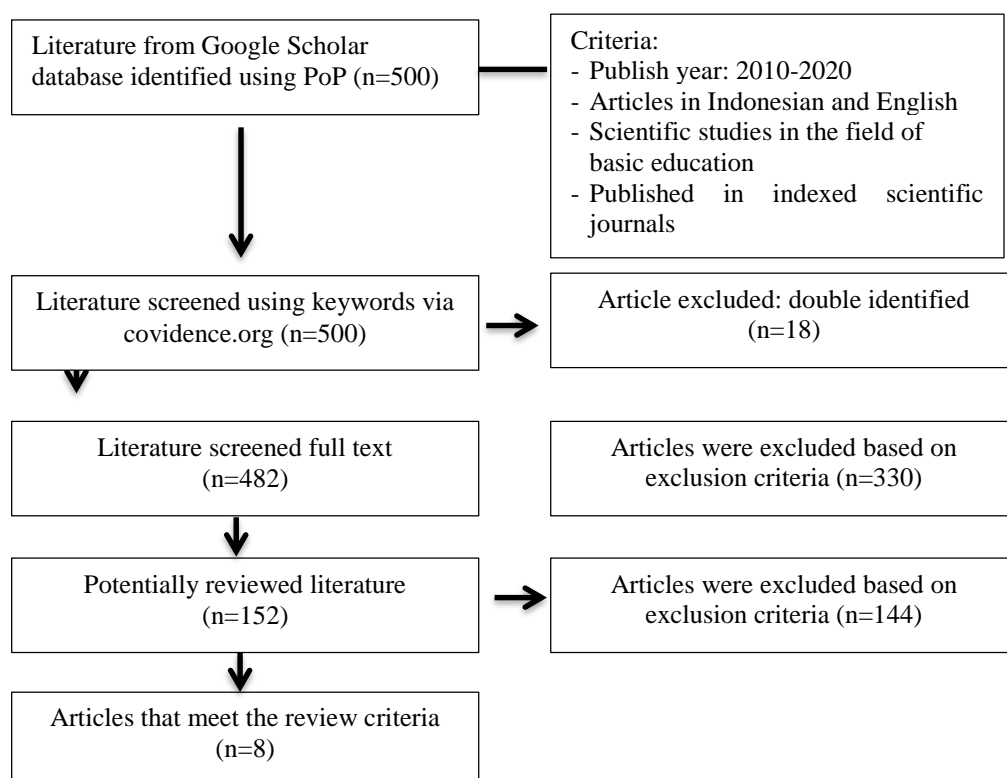 Literature from Google Scholar
database identified using PoP (n=500)
Criteria:
- Publish year: 2010-2020
- Articles in Indonesian and English
- Scientific studies in the field of
basic education
- Published in indexed scientific
journals
Literature screened using keywords via
covidence.org (n=500)
Article excluded: double identified
(n=18)
Literature screened full text
(n=482)
Articles were excluded based on
exclusion criteria (n=330)
Potentially reviewed literature
(n=152)
Articles were excluded based on
exclusion criteria (n=144)
Articles that meet the review criteria
(n=8)